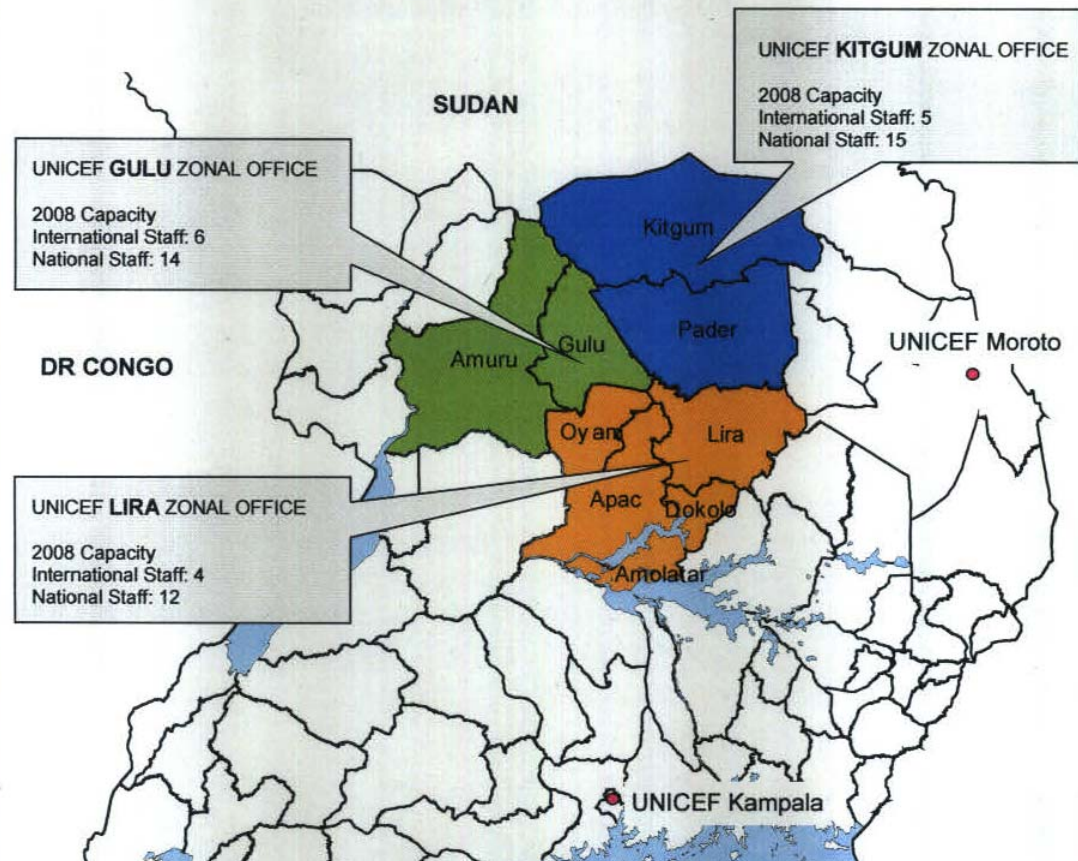 UNICEF KITGUM ZONAL OFFICE
2008 Capacity
International Staff: 5
National Staff: 15
SUDAN
UNICEF GULU ZONAL OFFICE
2008 Capacity
International Staff: 6
National Staff: 14
Kitgum
Pader
Gulu
Amuru
UNICEF Moroto
DR CONGO
Oyam
Lira
UNICEF LIRA ZONAL OFFICE
2008 Capacity
International Staff: 4
National Staff: 12
Apac
Dokolo
Amolatar
UNICEF Kampala